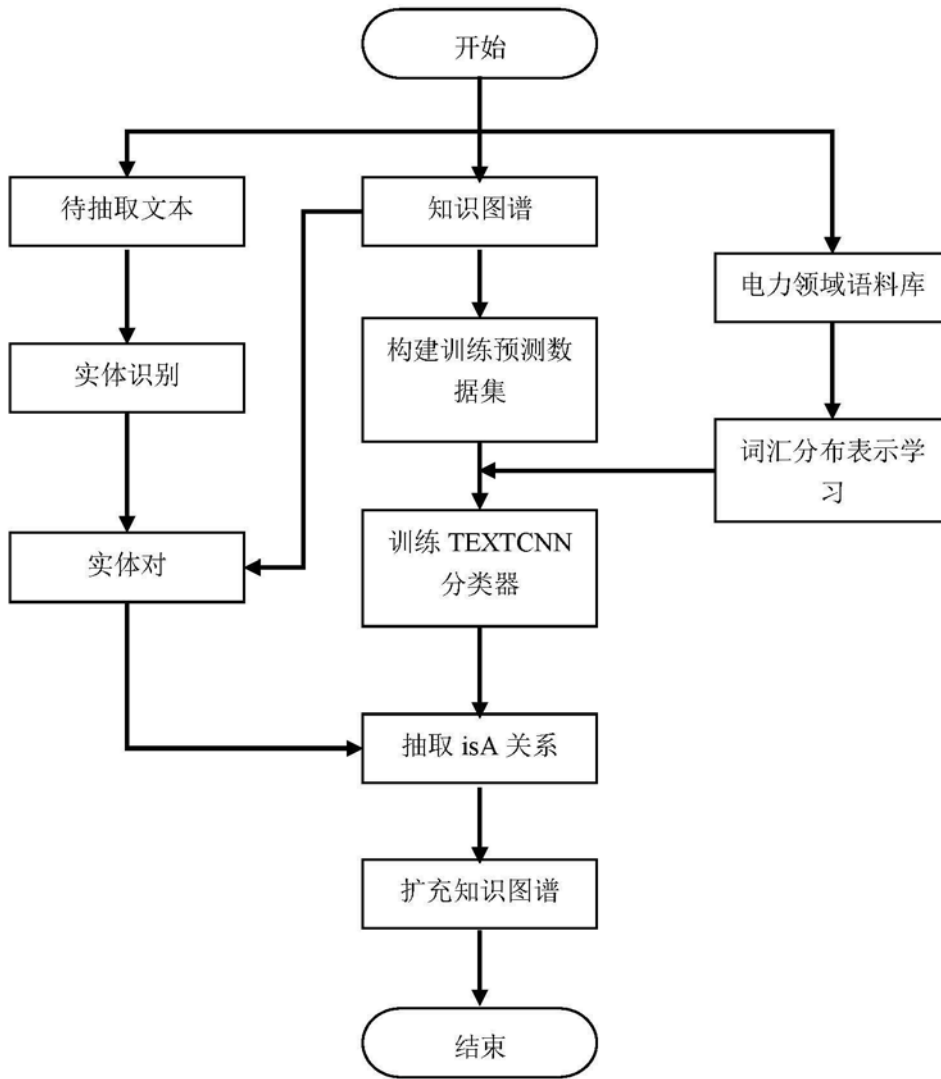 开始
待抽取文本
知识图谱
电力领域语料库
实体识别
构建训练预测数
据集
词汇分布表示学
习
实体对
训练 TEXTCNN
分类器
抽取 isA 关系
扩充知识图谱
结束